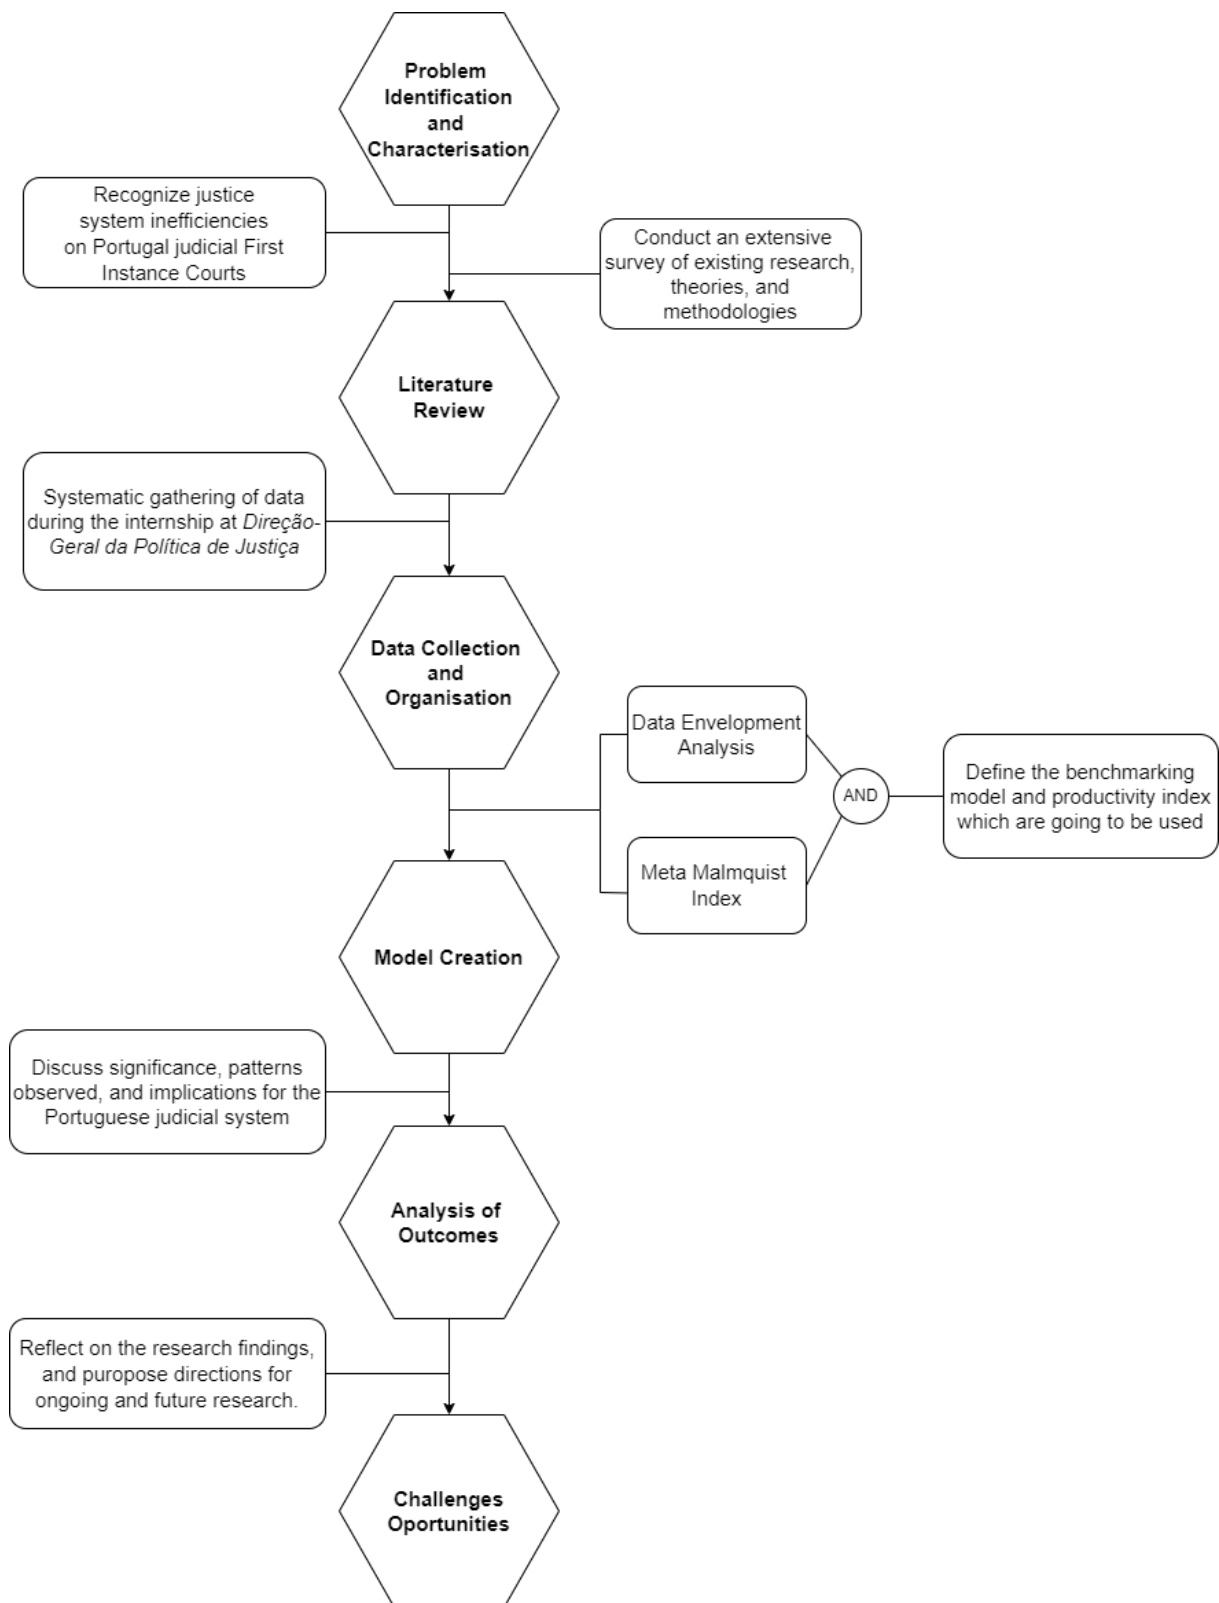 Problem
Identification
and
Characterisation
Recognize justice
system inefficiencies
on Portugal judicial First
Instance Courts
Conduct an extensive
survey of existing research,
theories, and
methodologies
Literature
Review
Systematic gathering of data
during the internship at Direção-
Geral da Política de Justiça
Data Collection
and
Organisation
Data Envelopment
Analysis
AND
Define the benchmarking
model and productivity index
which are going to be used
Meta Malmquist
Index
Model Creation
Discuss significance, patterns
observed, and implications for the
Portuguese judicial system
Analysis of
Outcomes
Reflect on the research findings,
and puropose directions for
ongoing and future research.
Challenges
Oportunities